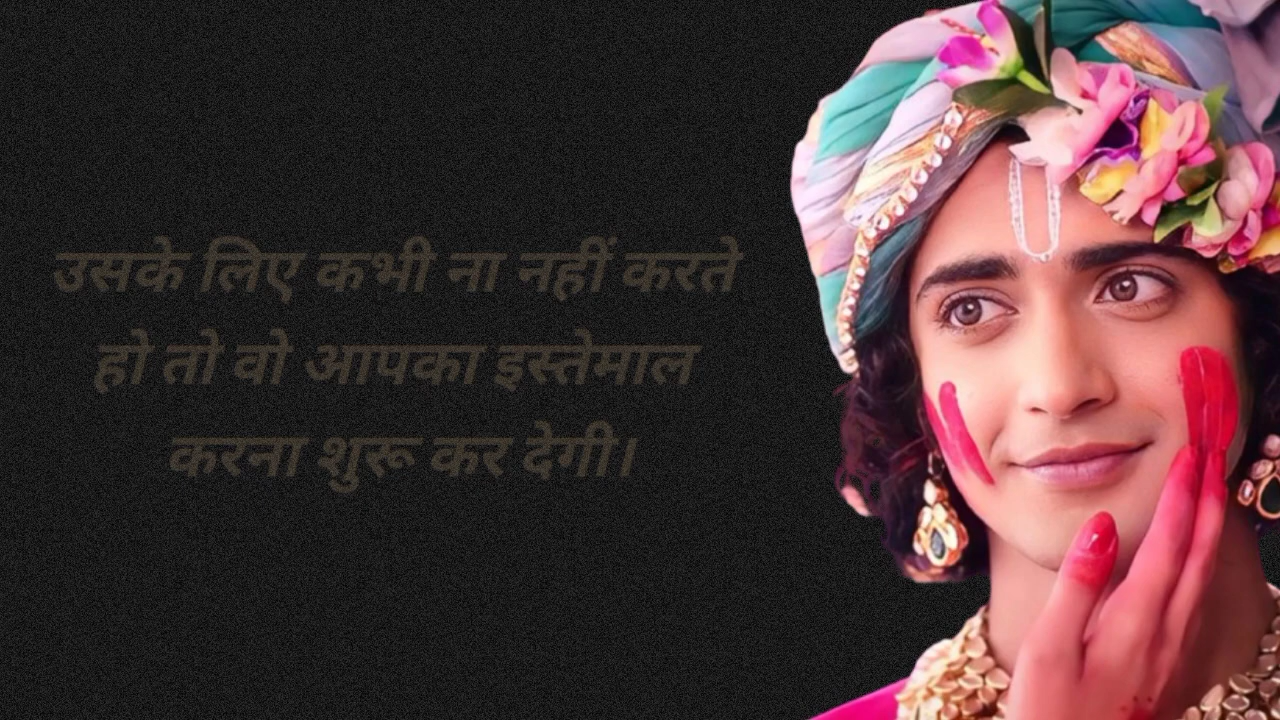 उसके लिए कभी ना नहीं करते
हो तो वो आपका इस्तेमाल
करना शुरू कर देगी।